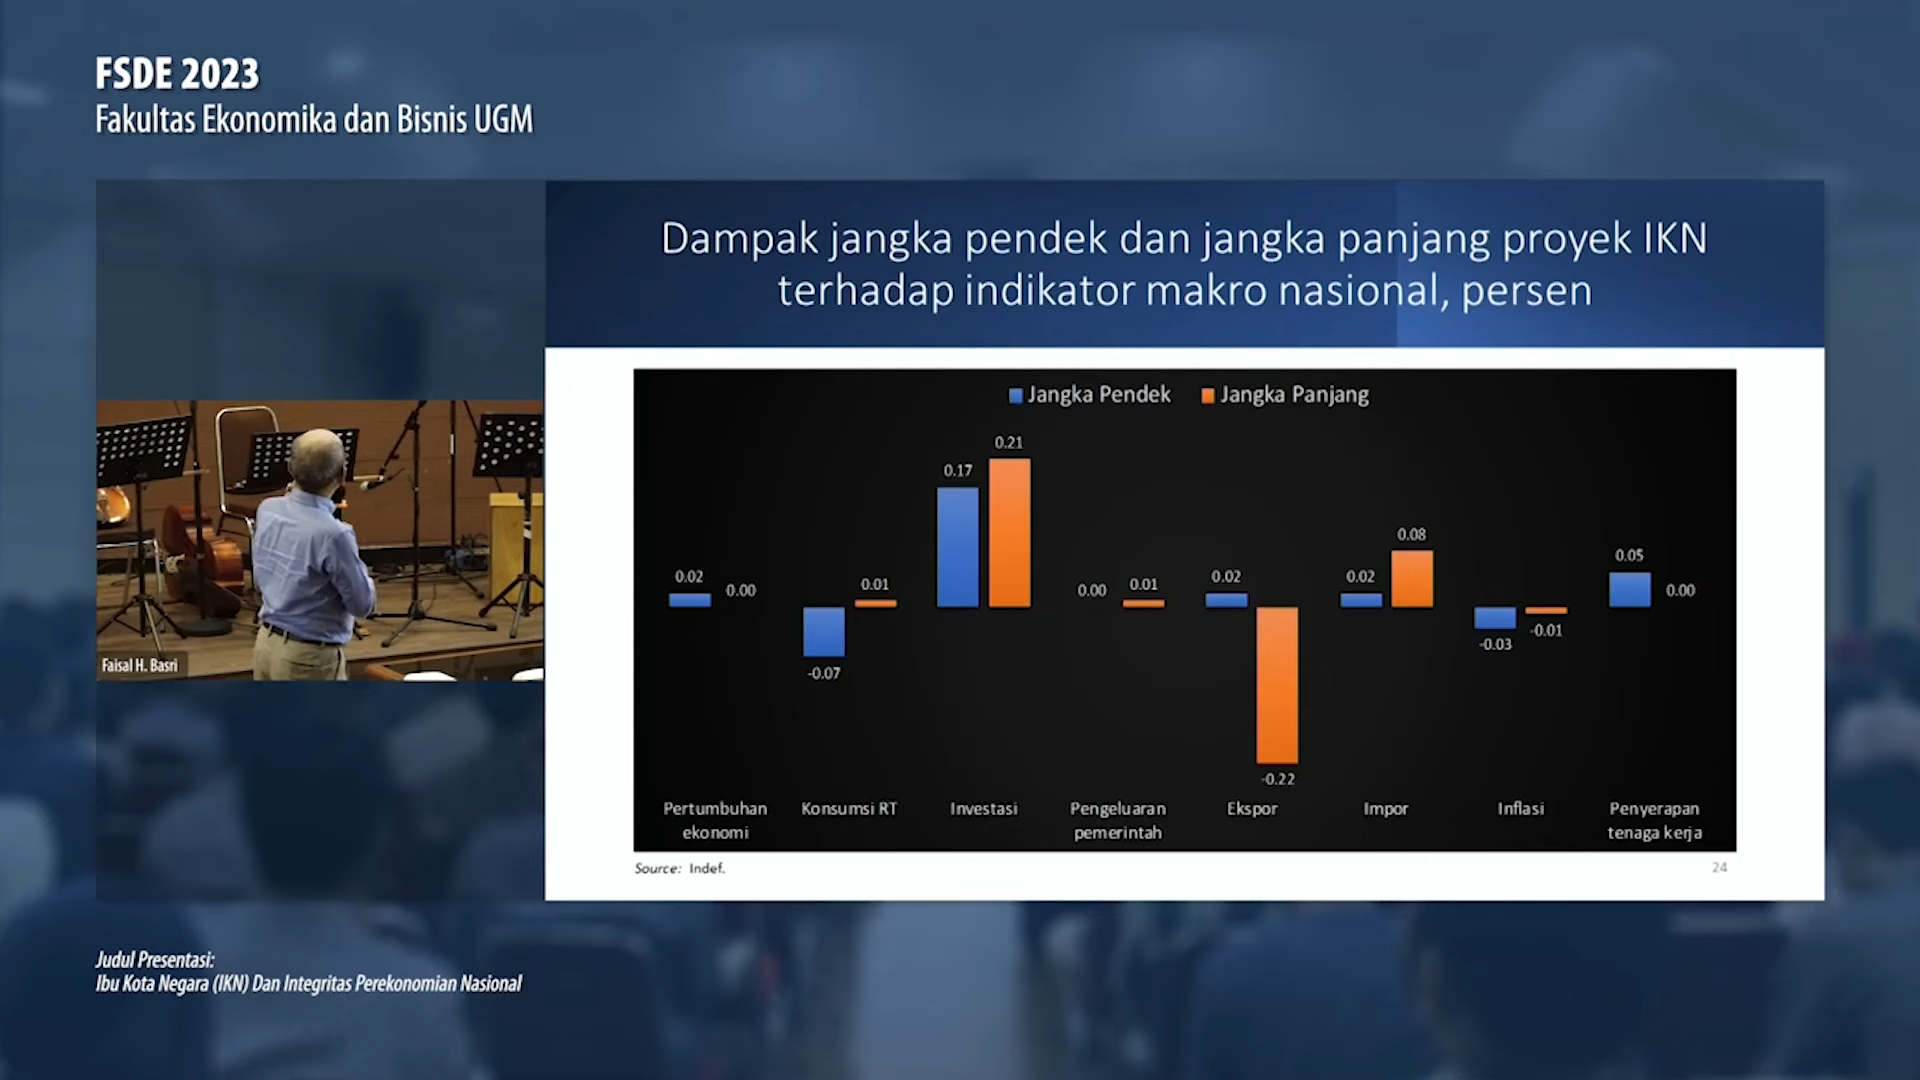 FSDE 2023
Fakultas Ekonomika dan Bisnis UGM
Dampak jangka pendek dan jangka panjang proyek IKN
terhadap indikator makro nasional, persen
Jangka Pendek Jangka Panjang
0.02 0.00
-0.07 0.01
0.17 0.21
0.00 0.01
0.02 -0.22
0.02 0.08
-0.03 -0.01
0.05 0.00
Pertumbuhan
ekonomi
Konsumsi RT
Investasi
Pengeluaran
pemerintah
Ekspor
Impor
Inflasi
Penyerapan
tenaga kerja
Source: Indef.
24
Faisal H. Basri
Judul Presentasi:
Ibu Kota Negara (IKN) Dan Integritas Perekonomian Nasional